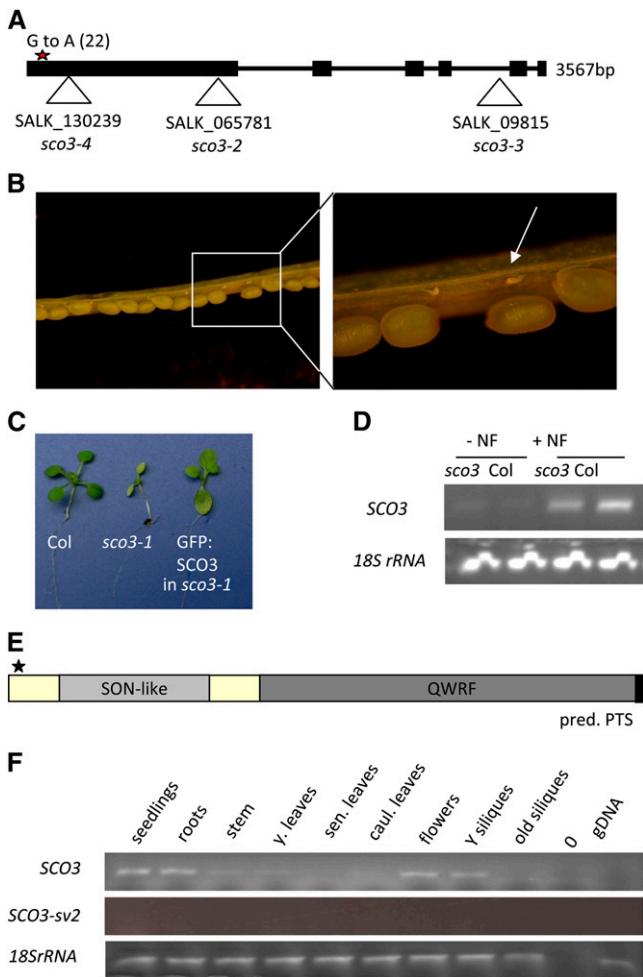 A
G to A (22)
3567bp
SALK_130239 SALK_065781 SALK_09815
sco3-4 sco3-2 sco3-3
B
C
Col sco3-1 GFP:
SCO3
in sco3-1
D
- NF + NF
sco3 Col sco3 Col
SCO3
18S rRNA
E
SON-like QWRF
pred. PTS
F
seedlings roots stem y. leaves sen. leaves caul. leaves flowers Y siliques old siliques 0 gDNA
SCO3
SCO3-sv2
18SrRNA